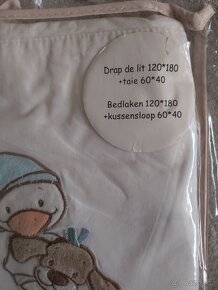 Drap de lit 120*180
+taie 60*40
Bedlaken 120*180
+kussensloop 60*40